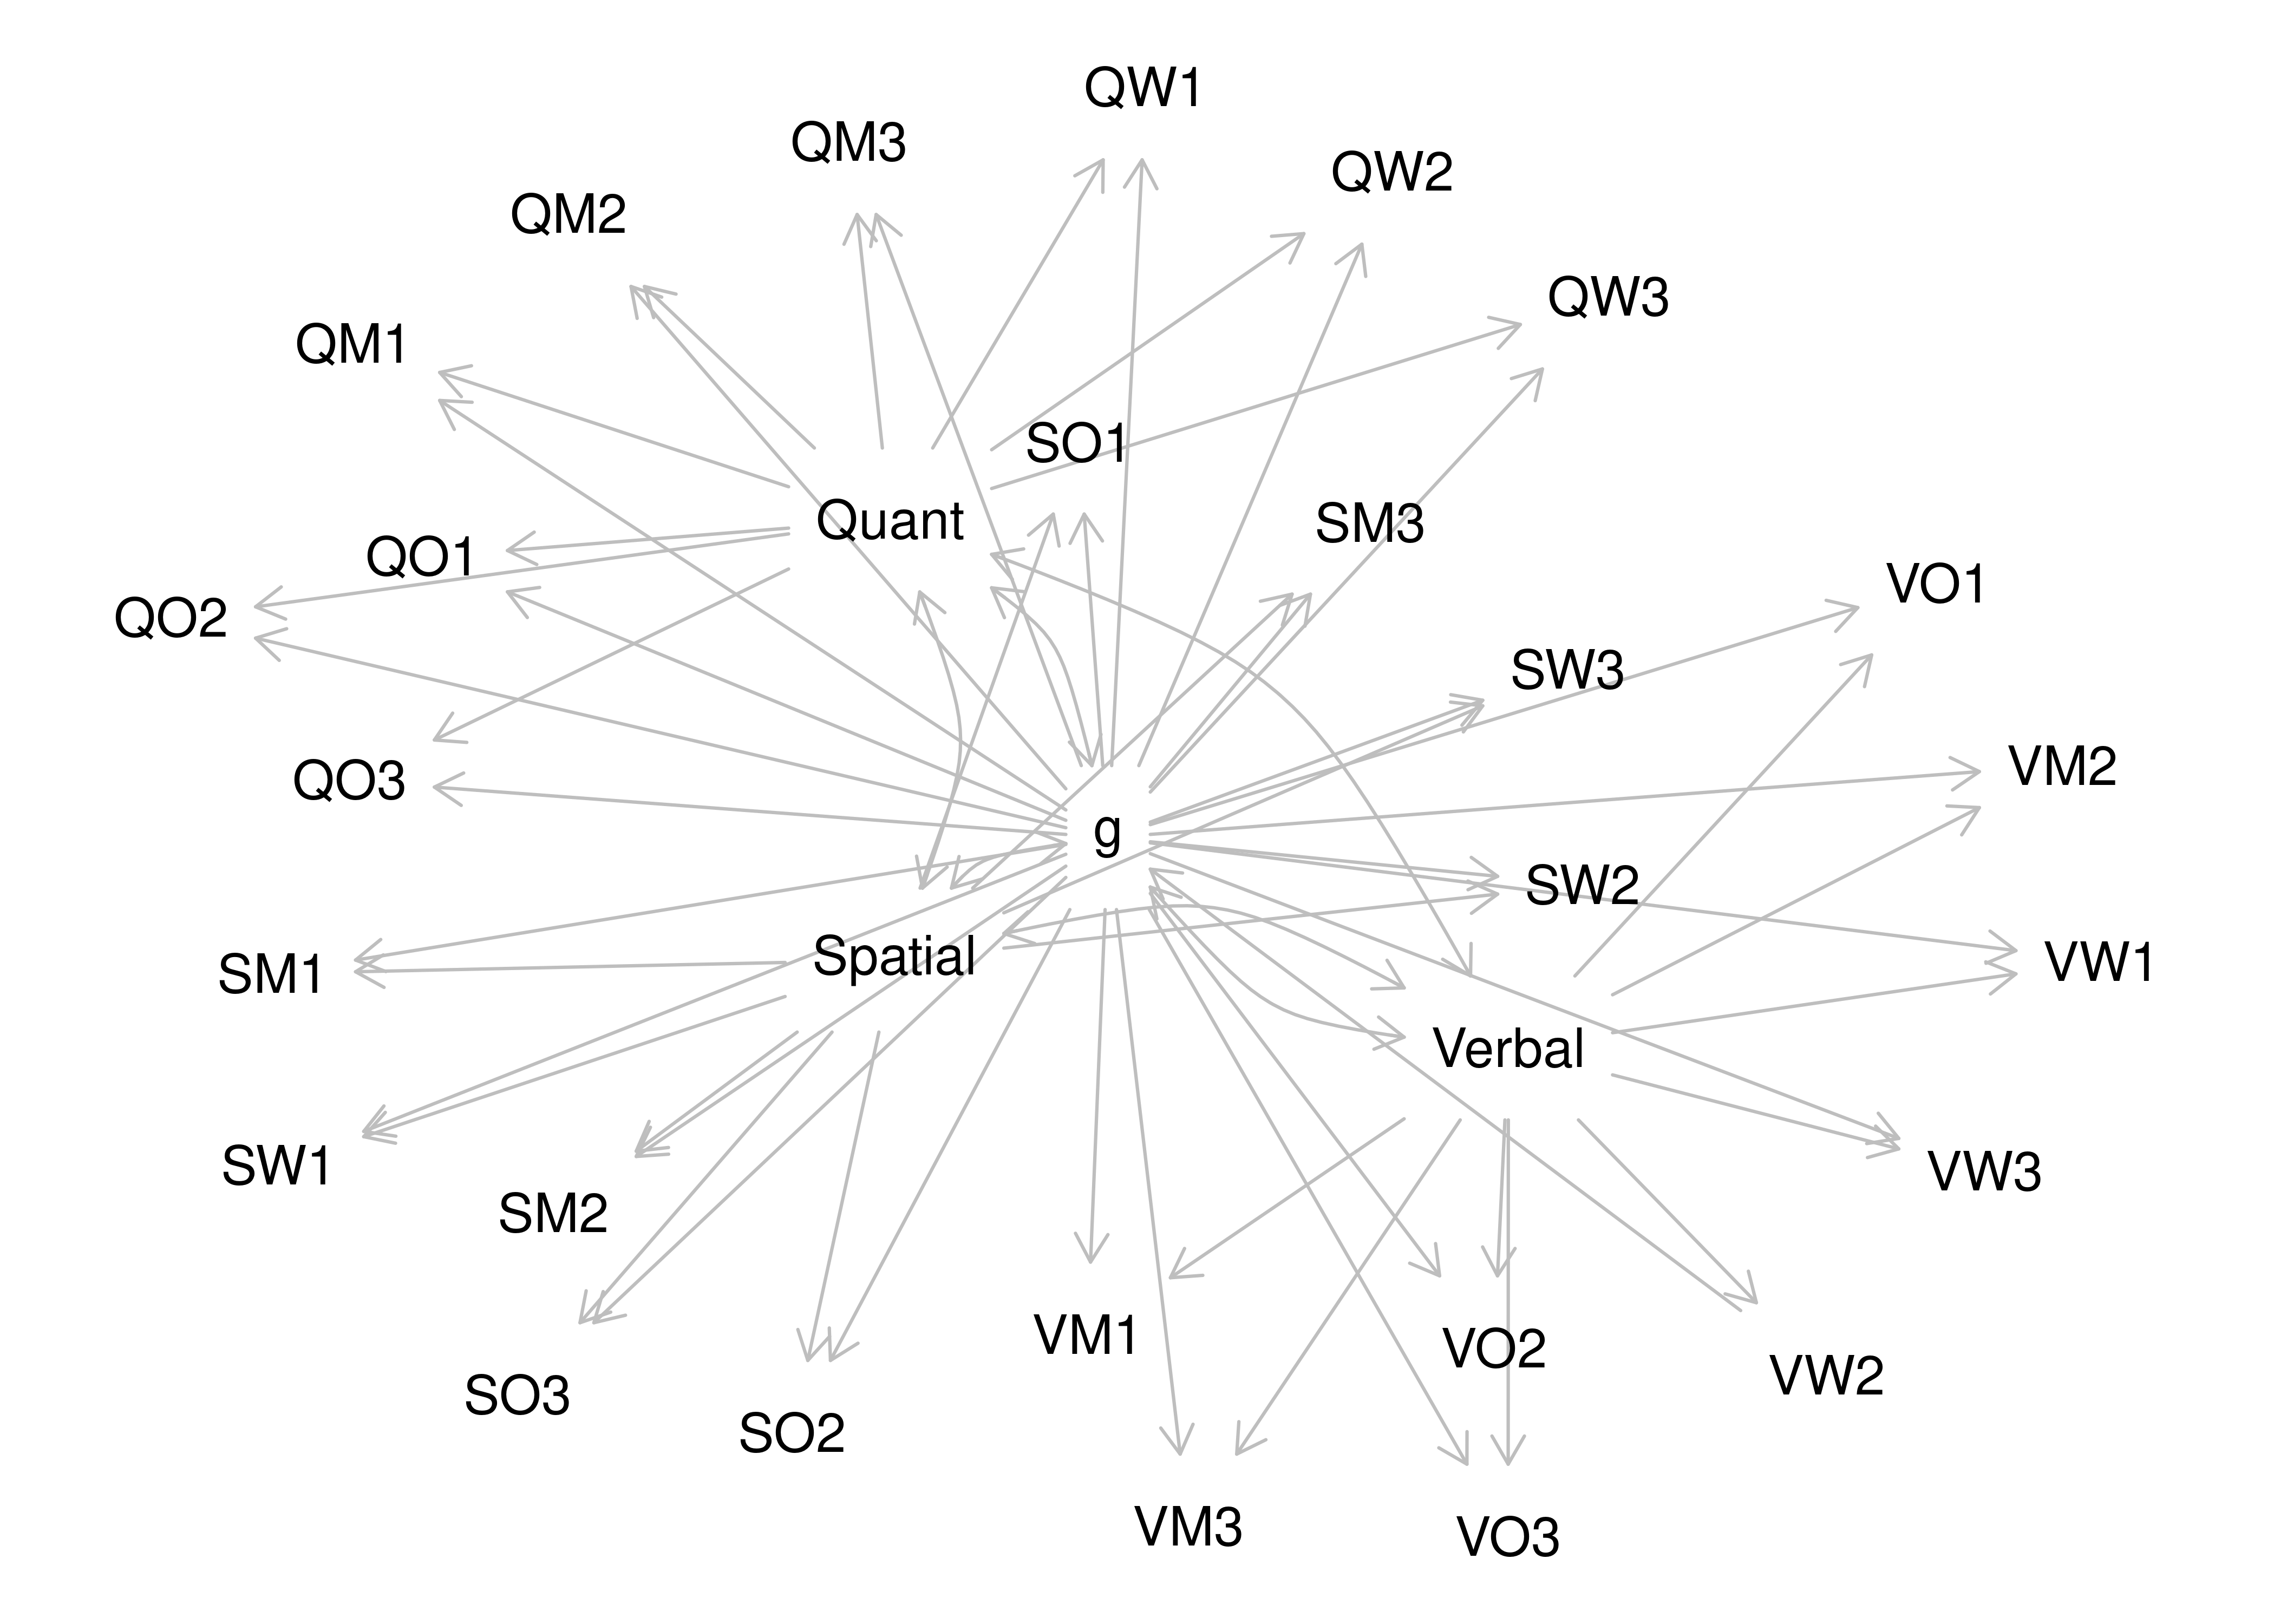 QW1
QM3
QW2
QM2
QW3
QM1
SO1
Quant
SM3
QO1
VO1
QO2
SW3
VM2
QO3
g
SW2
Spatial
VW1
SM1
Verbal
SW1
VW3
SM2
VM1
VO2
VW2
SO3
SO2
VM3
VO3